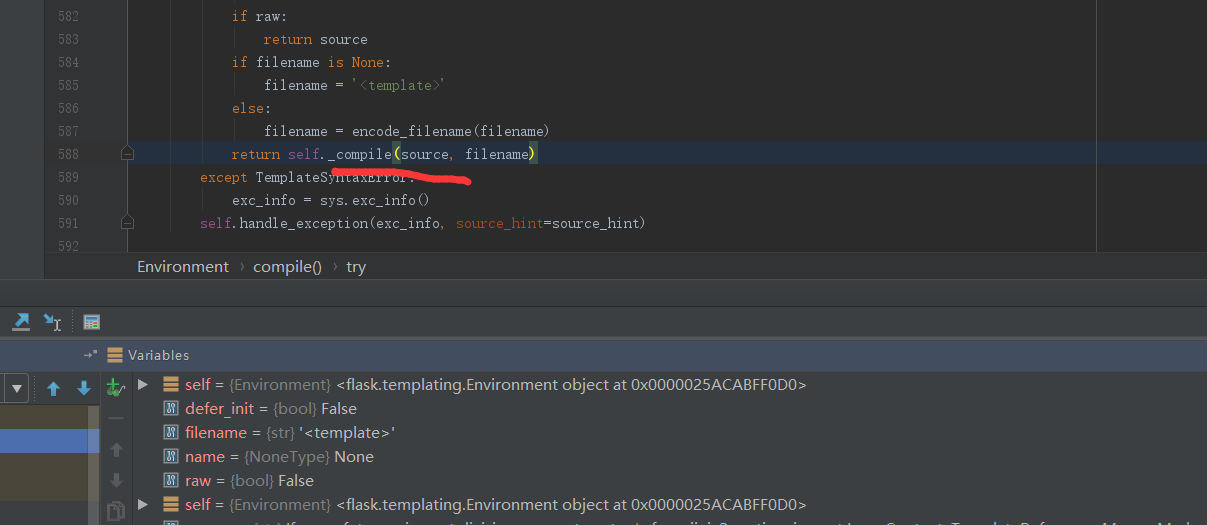 582
if raw:
583
return source
584
if filename is None:
585
filename = '<template>'
586
else:
587
filename = encode_filename(filename)
588
return self._compile(source, filename)
589
except TemplateSyntaxError:
590
exc_info = sys.exc_info()
591
self.handle_exception(exc_info, source_hint=source_hint)
592
Environment › compile() › try
Variables
self = {Environment} <flask.templating.Environment object at 0x0000025ACABFF0D0>
defer_init = {bool} False
filename = {str} '<template>'
name = {NoneType} None
raw = {bool} False
self = {Environment} <flask.templating.Environment object at 0x0000025ACABFF0D0>